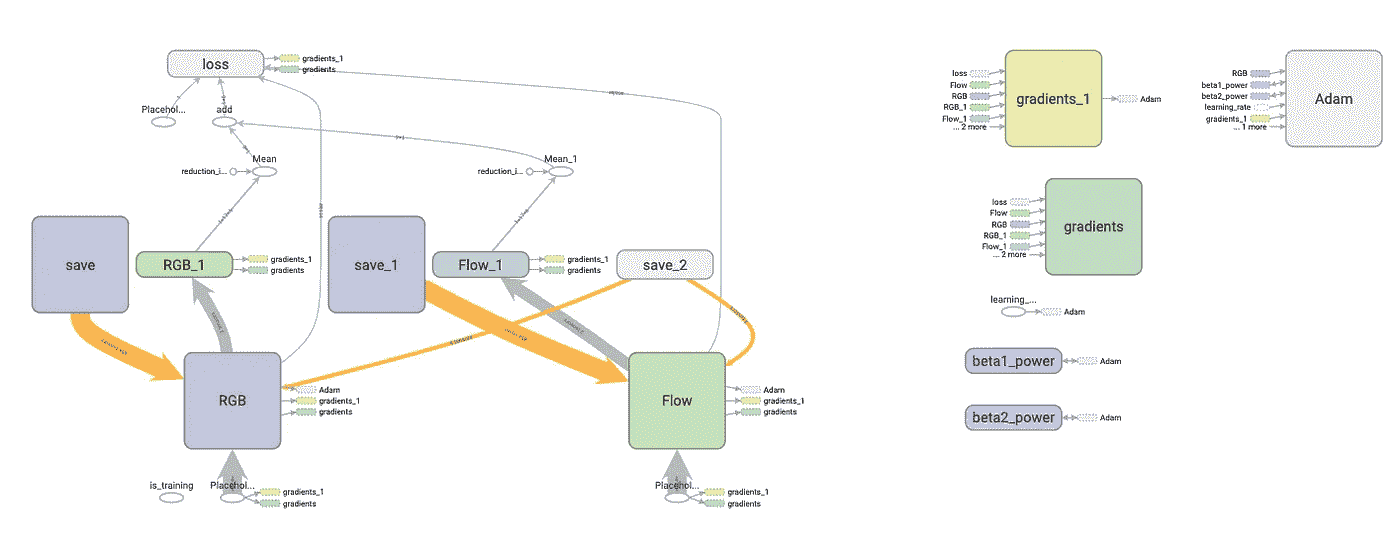 loss
gradients_1
gradients
Placehol...
add
Mean
reduction_i...
Mean_1
reduction_i...
save
RGB_1
gradients_1
gradients
save_1
Flow_1
gradients_1
gradients
save_2
RGB
Adam
gradients_1
gradients
Flow
Adam
gradients_1
gradients
is_training
Placehol...
gradients_1
gradients
Placehol...
gradients_1
gradients
loss
Flow
RGB
RGB_1
Flow_1
... 2 more
gradients_1
Adam
RGB
beta1_power
beta2_power
learning_rate
gradients_1
... 1 more
Adam
loss
Flow
RGB
RGB_1
Flow_1
... 2 more
gradients
learning_...
Adam
beta1_power
Adam
beta2_power
Adam